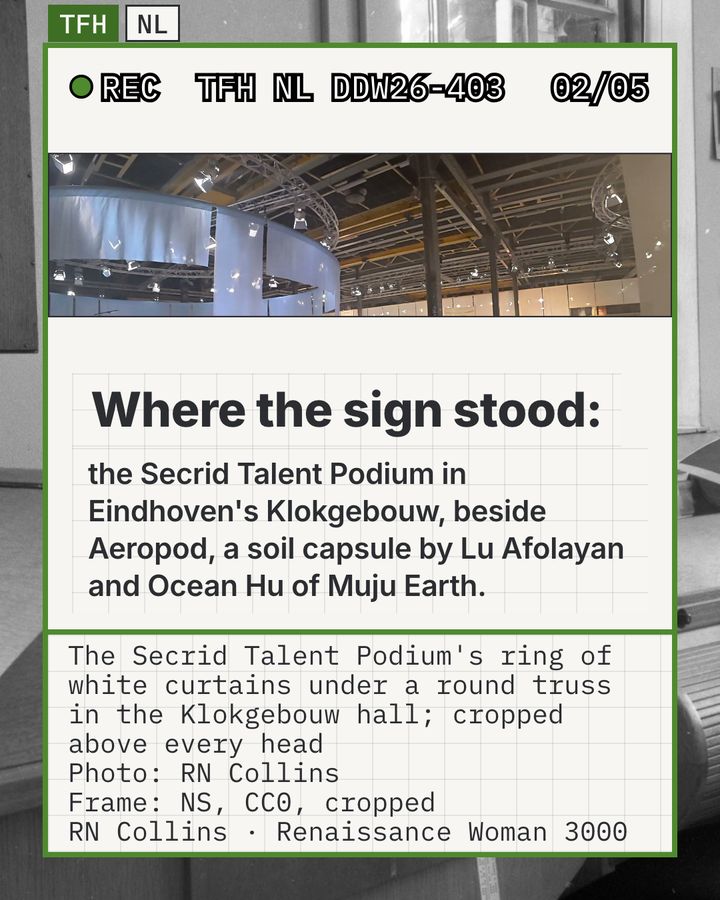 TFH NL
REC TFH NL DDW26-403 02/05
Where the sign stood:
the Secrid Talent Podium in
Eindhoven's Klokgebouw, beside
Aeropod, a soil capsule by Lu Afolayan
and Ocean Hu of Muju Earth.
The Secrid Talent Podium's ring of
white curtains under a round truss
in the Klokgebouw hall; cropped
above every head
Photo: RN Collins
Frame: NS, CC0, cropped
RN Collins · Renaissance Woman 3000